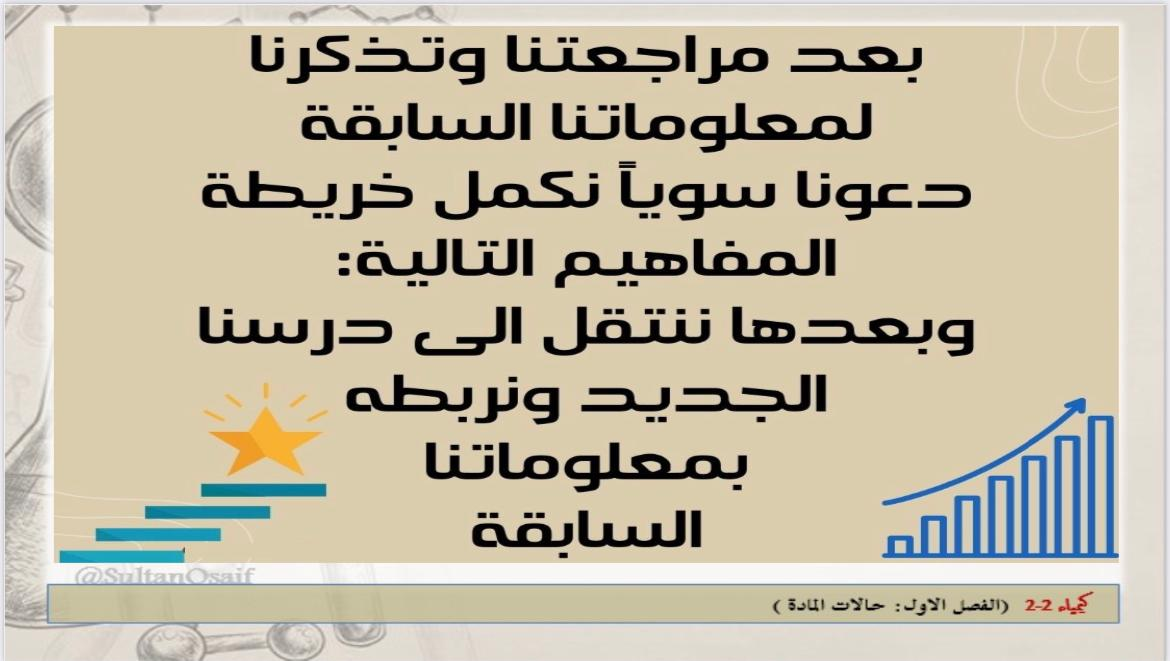 بعد مراجعتنا وتذكرنا
لمعلوماتنا السابقة
دعونا سوياً نكمل خريطة
المفاهيم التالية:
وبعدها ننتقل الى درسنا
الجديد ونربطه
بمعلوماتنا
السابقة
@SultanOsaif
كيمياء 2-2 (الفصل الاول: حالات المادة )